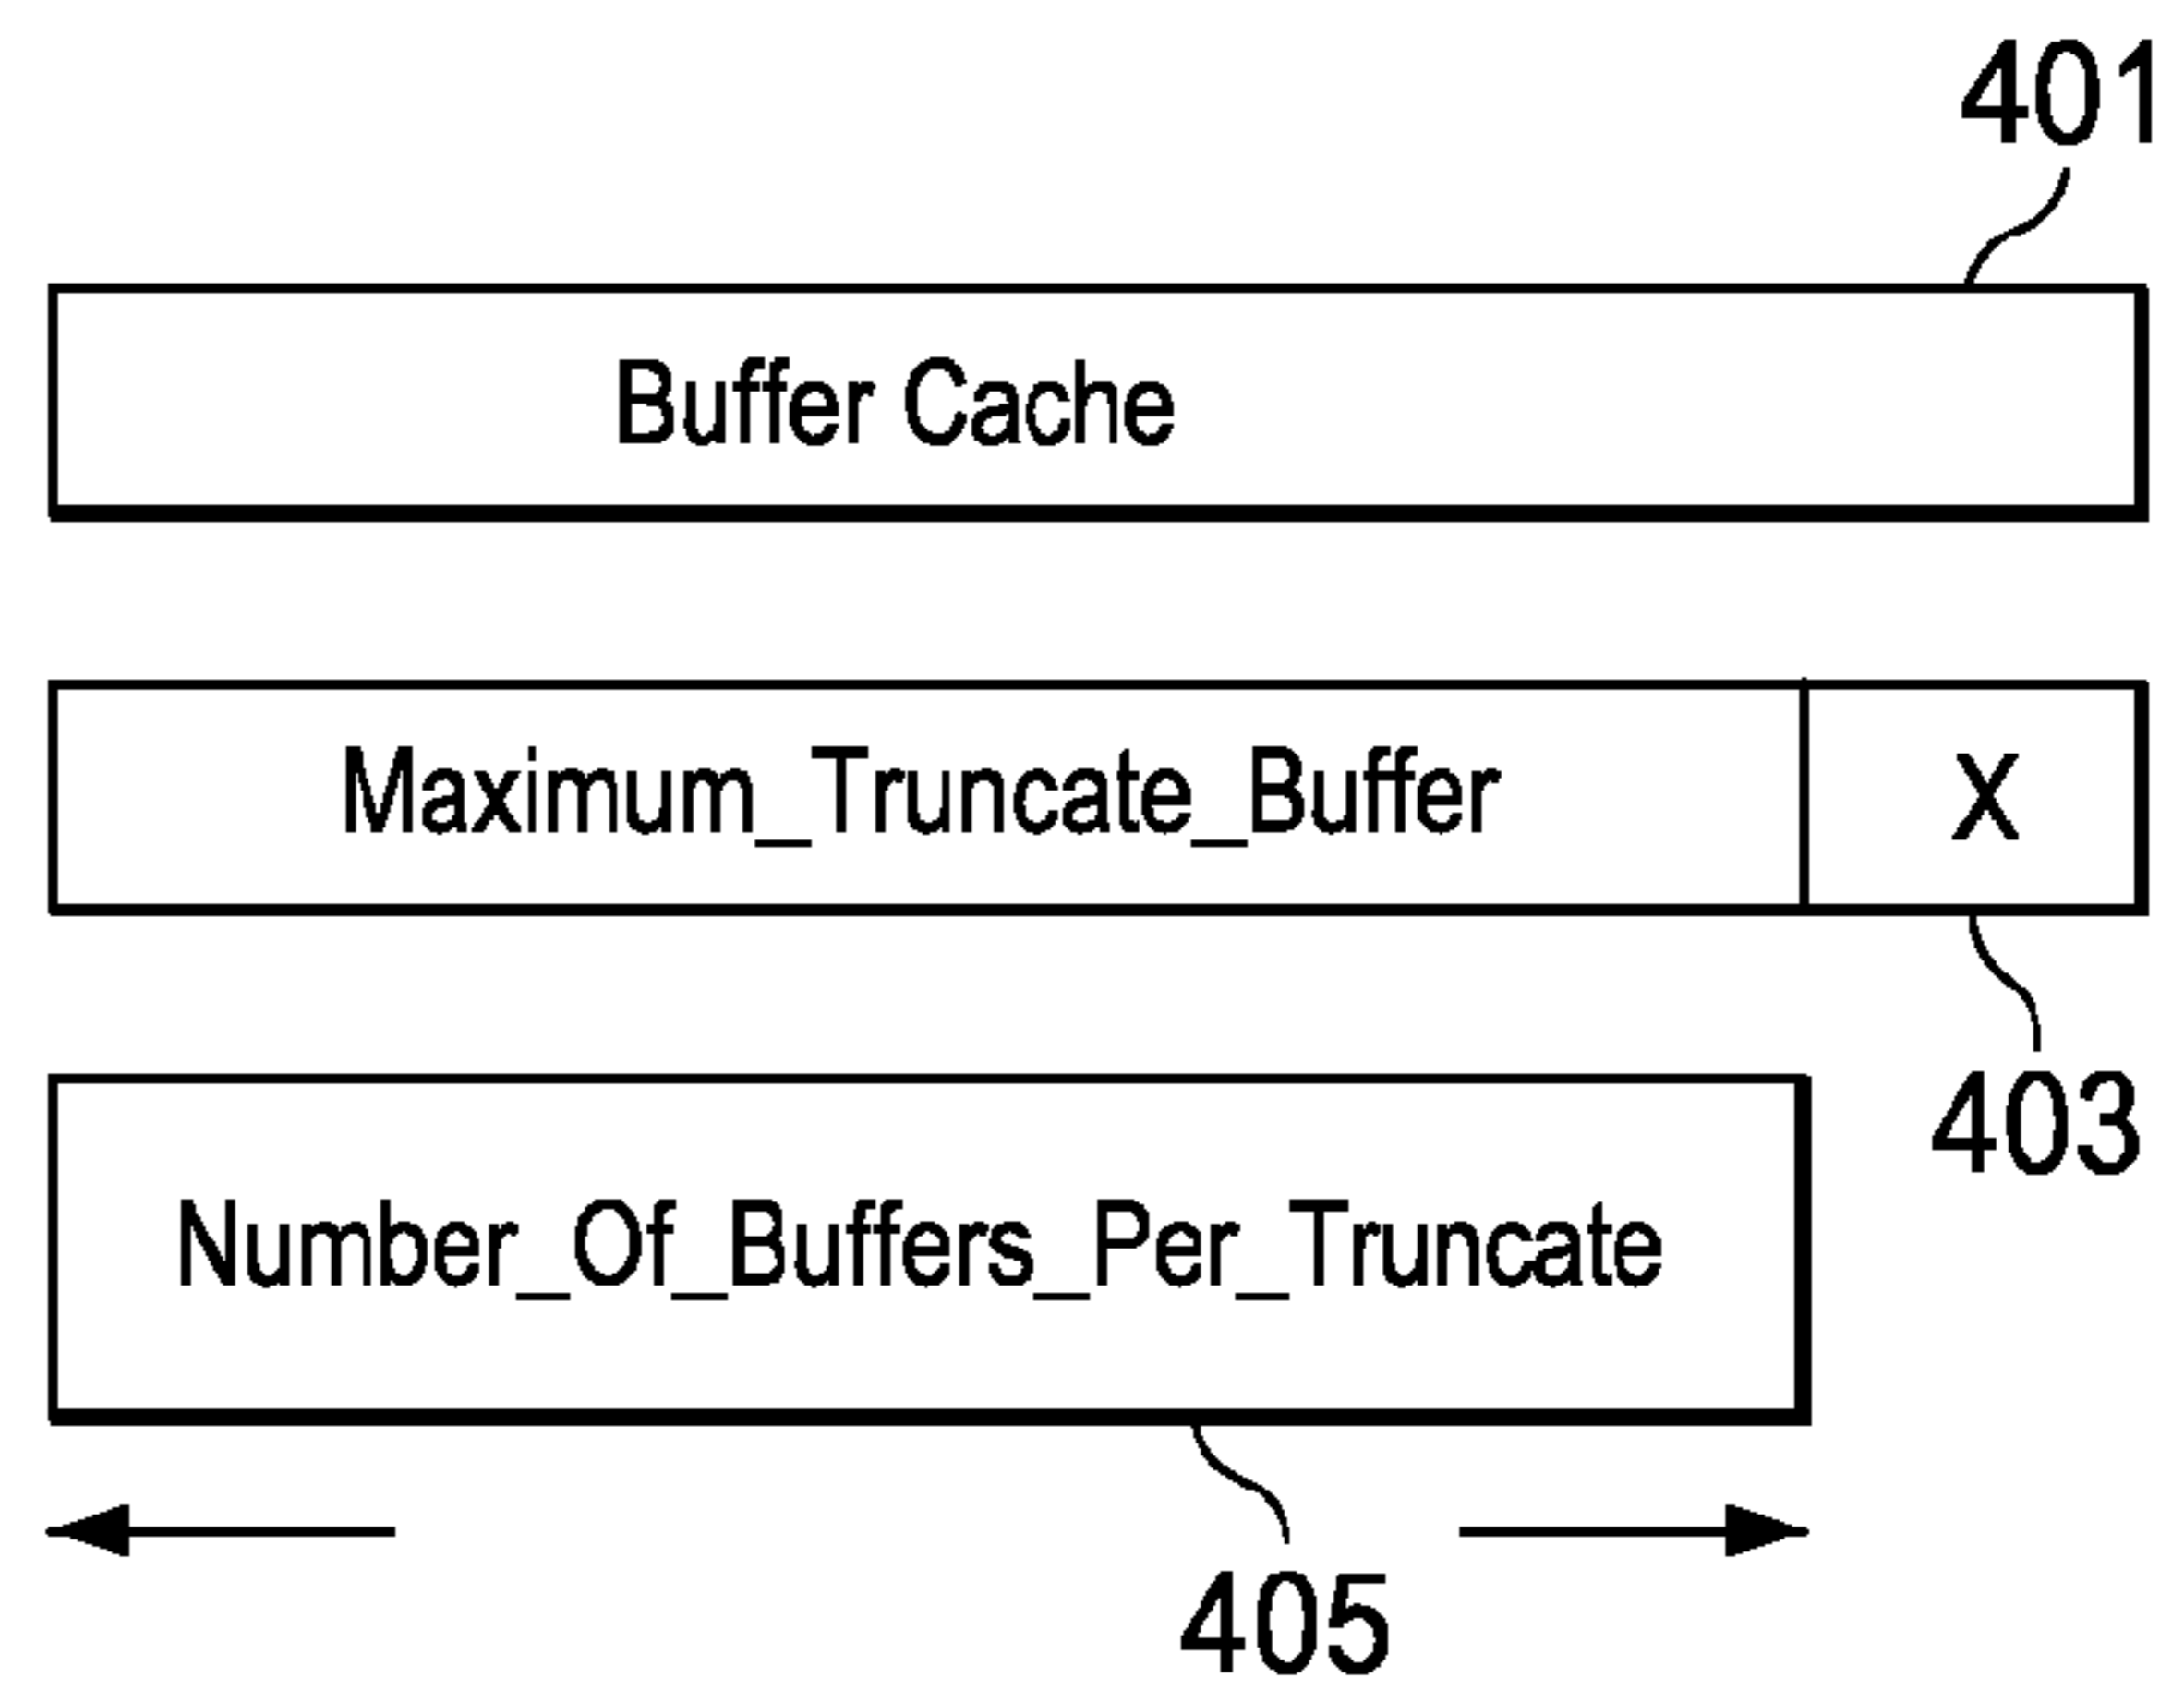 401
Buffer Cache
Maximum_Truncate_Buffer X
403
Number_Of_Buffers_Per_Truncate
405